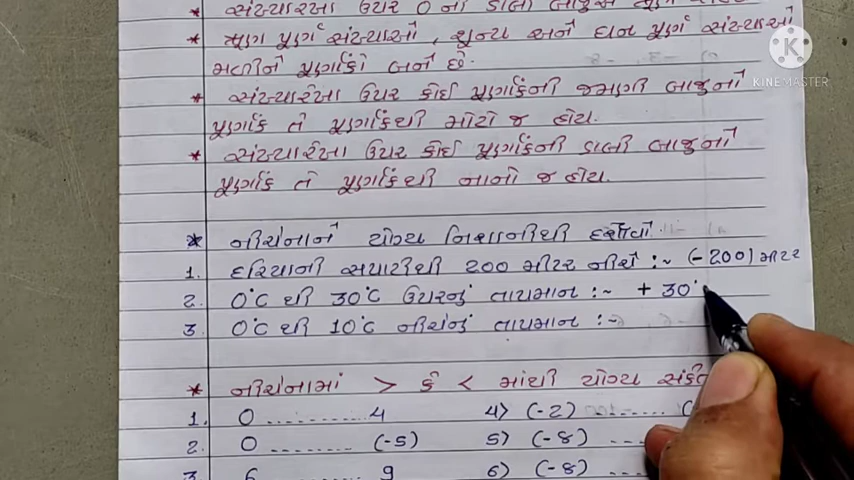 * સંખ્યારેખા ઉપર 0 ની ડાબી બાજુએ
* ઋણ પૂર્ણ સંખ્યાઓ, શુન્ય અને ધન પૂર્ણ સંખ્યાઓ
મળીને પૂર્ણાંકો બને છે.
* સંખ્યારેખા ઉપર કોઈ પૂર્ણાંકની જમણી બાજુનો
પૂર્ણાંક તે પૂર્ણાંકથી મોટો જ હોય.
* સંખ્યારેખા ઉપર કોઈ પૂર્ણાંકની ડાબી બાજુનો
પૂર્ણાંક તે પૂર્ણાંકથી નાનો જ હોય.
* નીચેનાને યોગ્ય નિશાનીથી દર્શાવો.
1. દરિયાની સપાટીથી 200 મીટર નીચે :~ (-200) મીટર
2. 0°C થી 30°C ઉપરનું તાપમાન :~ + 30°
3. 0°C થી 10°C નીચેનું તાપમાન :~
* નીચેનામાં > કે < માંથી યોગ્ય
1. 0 .......... 4 4) (-2) ....... (
2. 0 .......... (-5) 5) (-8) ....
3. 6 .......... 9 6) (-8) ....
KINEMASTER